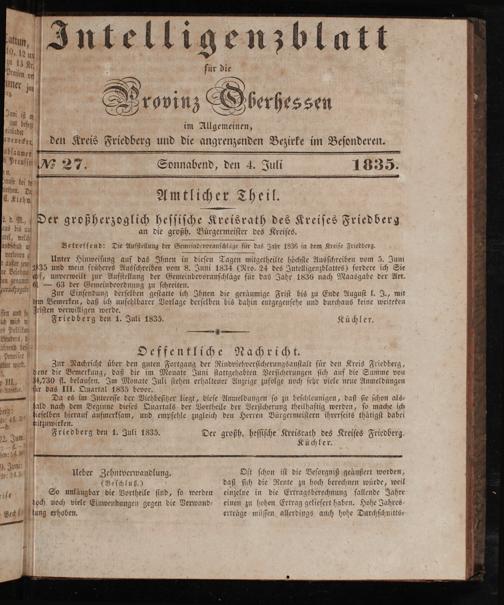 Intelligenzblatt
für die
Provinz Oberhessen
im Allgemeinen,
den Kreis Friedberg und die angrenzenden Bezirke im Besonderen.
№ 27. Sonnabend, den 4. Juli 1835.
Amtlicher Theil.
Der großherzoglich hessische Kreisrath des Kreises Friedberg
an die großh. Bürgermeister des Kreises.
Betreffend: Die Aufstellung der Gemeindevoranschläge für das Jahr 1836 in dem Kreise Friedberg.
Unter Hinweisung auf das Ihnen in diesen Tagen mitgetheilte höchste Ausschreiben vom 5. Juni
1835 und mein früheres Ausschreiben vom 8. Juni 1834 (Nro. 24 des Intelligenzblattes) fordere ich Sie
auf, unverweilt zur Aufstellung der Gemeindevoranschläge für das Jahr 1836 nach Maasgabe der Art.
— 63 der Gemeindeordnung zu schreiten.
Zur Einsendung derselben gestatte ich Ihnen die geräumige Frist bis zu Ende August l. J., mit
dem Bemerken, daß ich unfehlbarer Vorlage derselben bis dahin entgegensehe und durchaus keine weiteren
Fristen verwilligen werde.
Friedberg den 1. Juli 1835. Küchler.
Oeffentliche Nachricht.
Zur Nachricht über den guten Fortgang der Rindviehversicherungsanstalt für den Kreis Friedberg,
dene die Bemerkung, daß die im Monate Juni stattgehabten Versicherungen sich auf die Summe von
34,730 fl. belaufen. Im Monate Juli stehen erhaltener Anzeige zufolge noch sehr viele neue Anmeldungen
für das III. Quartal 1835 bevor.
Da es im Interesse der Viehbesitzer liegt, diese Anmeldungen so zu beschleunigen, daß sie schon als-
bald nach dem Beginne dieses Quartals der Vortheile der Versicherung theilhaftig werden, so mache ich
dieselben hierauf aufmerksam, und empfehle zugleich den Herren Bürgermeistern ihrerseits thätigst dabei
mitzuwirken.
Friedberg den 1. Juli 1835. Der großh. hessische Kreisrath des Kreises Friedberg.
Küchler.
Ueber Zehntverwandlung.
(Beschluß.)
So unläugbar die Vortheile sind, so werden
doch noch viele Einwendungen gegen die Verwand-
lung erhoben.
Oft schon ist die Besorgniß geäußert worden,
daß sich die Rente zu hoch berechnen würde, weil
einzelne in die Ertragsberechnung fallende Jahre
einen zu hohen Ertrag geliefert haben. Hohe Jahres-
erträge müssen allerdings auch hohe Durchschnitts-